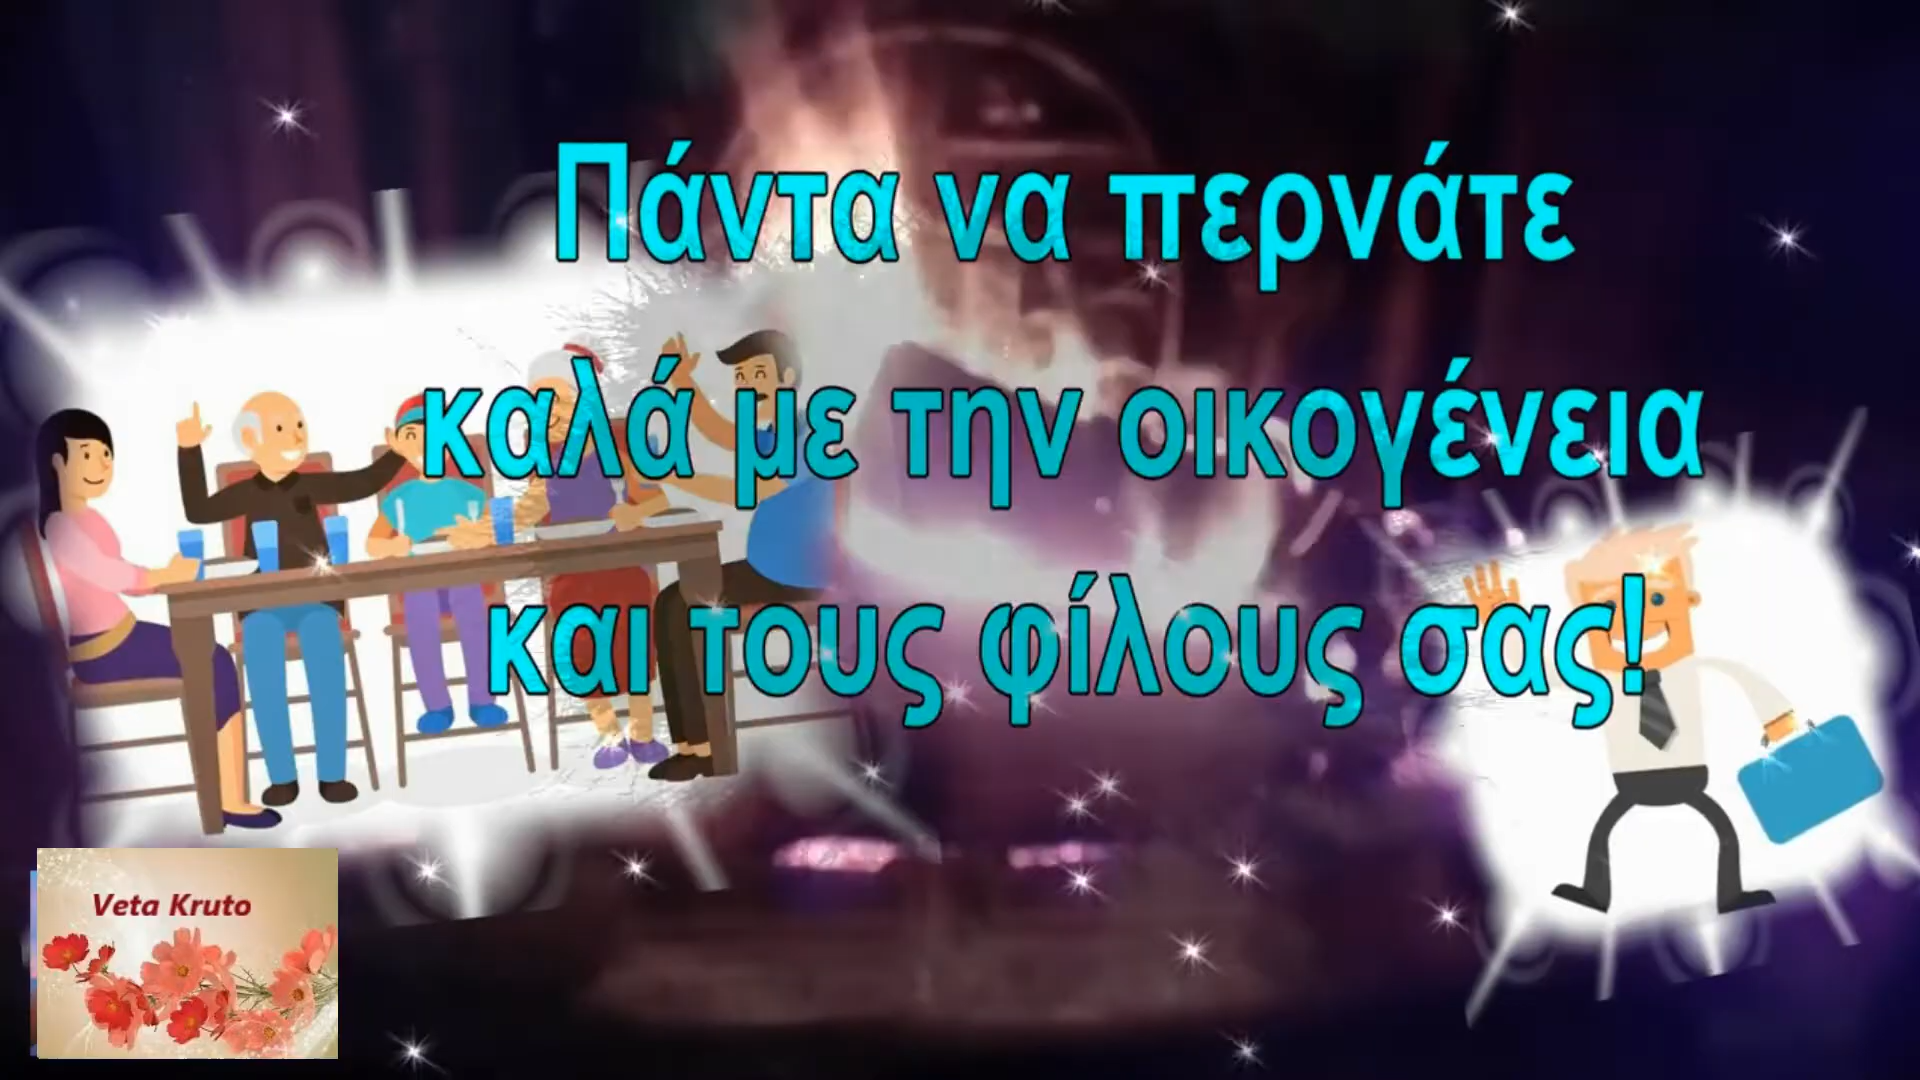 Πάντα να περνάτε
καλά με την οικογένεια
και τους φίλους σας!
Veta Kruto